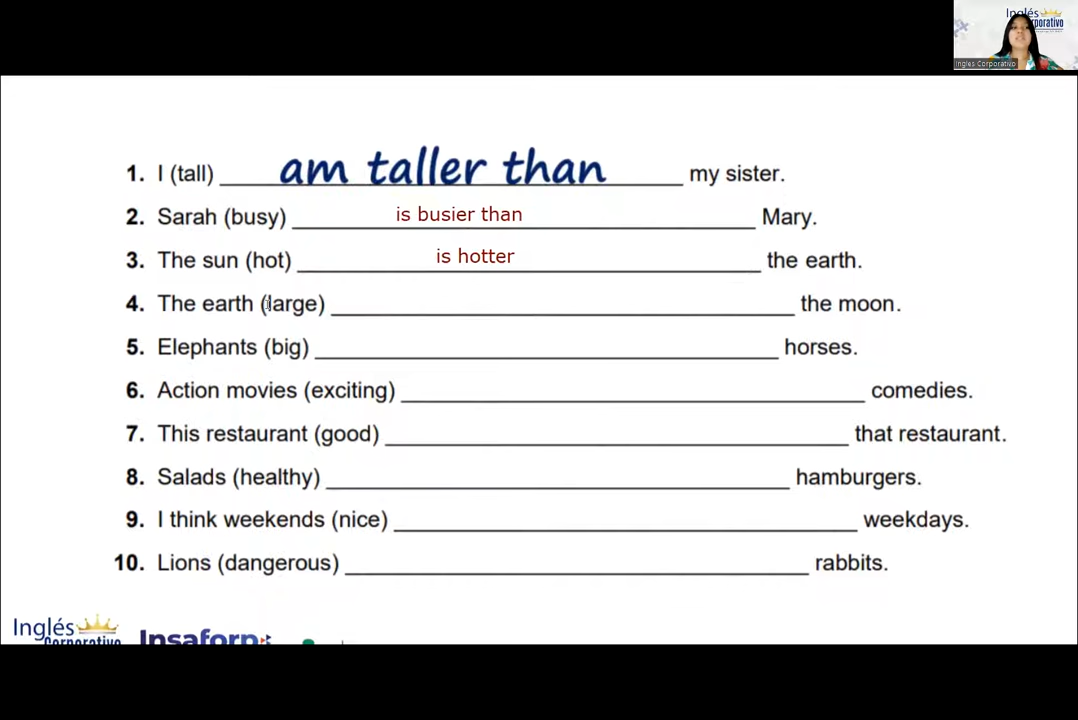 Inglés
Corporativo
Ingles Corporativo
1. I (tall) am taller than my sister.
2. Sarah (busy) is busier than Mary.
3. The sun (hot) is hotter the earth.
4. The earth (large) the moon.
5. Elephants (big) horses.
6. Action movies (exciting) comedies.
7. This restaurant (good) that restaurant.
8. Salads (healthy) hamburgers.
9. I think weekends (nice) weekdays.
10. Lions (dangerous) rabbits.
Inglés
Corporativo
Insaforp